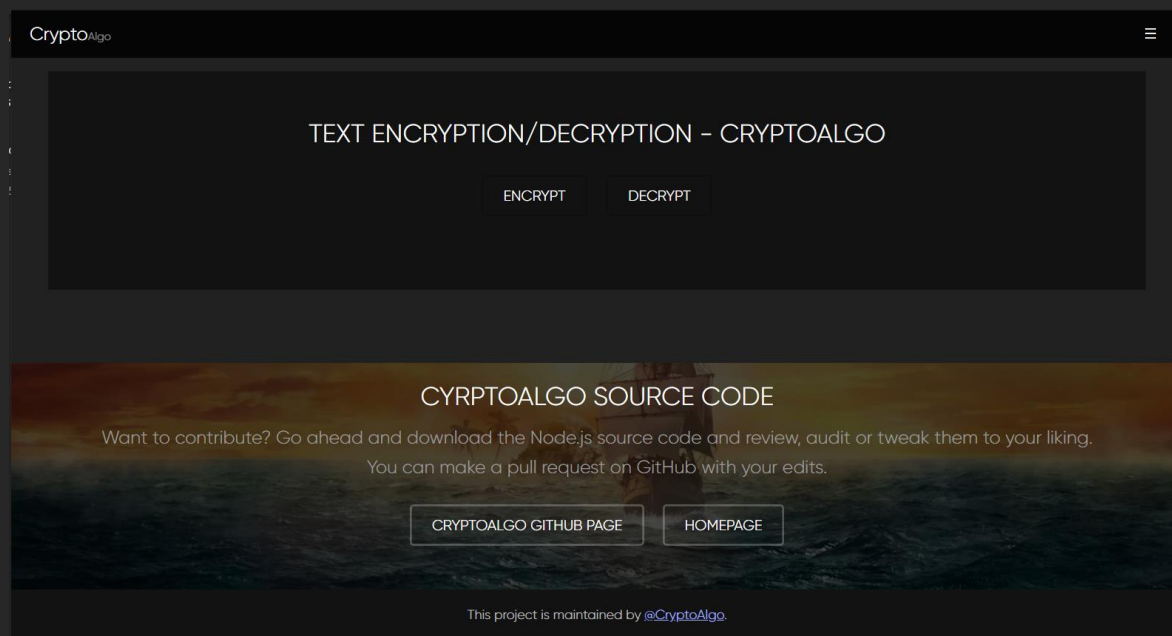 CryptoAlgo
TEXT ENCRYPTION/DECRYPTION - CRYPTOALGO
ENCRYPT DECRYPT
CYRPTOALGO SOURCE CODE
Want to contribute? Go ahead and download the Node.js source code and review, audit or tweak them to your liking.
You can make a pull request on GitHub with your edits.
CRYPTOALGO GITHUB PAGE HOMEPAGE
This project is maintained by @CryptoAlgo.